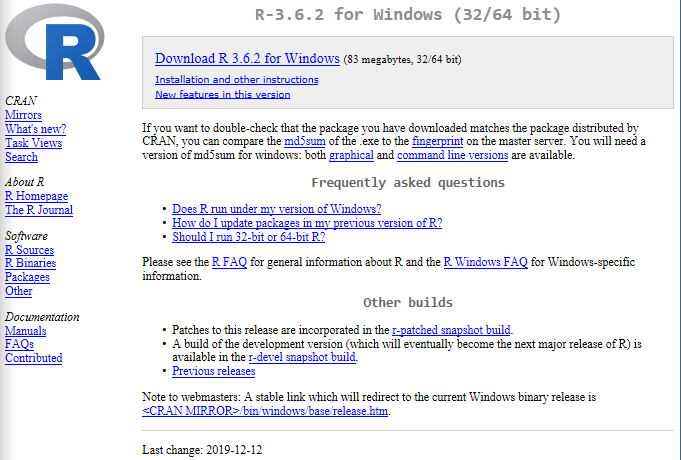 R
R-3.6.2 for Windows (32/64 bit)
Download R 3.6.2 for Windows (83 megabytes, 32/64 bit)
Installation and other instructions
New features in this version
CRAN
Mirrors
What's new?
Task Views
Search
About R
R Homepage
The R Journal
Software
R Sources
R Binaries
Packages
Other
Documentation
Manuals
FAQs
Contributed
If you want to double-check that the package you have downloaded matches the package distributed by
CRAN, you can compare the md5sum of the .exe to the fingerprint on the master server. You will need a
version of md5sum for windows: both graphical and command line versions are available.
Frequently asked questions
• Does R run under my version of Windows?
• How do I update packages in my previous version of R?
• Should I run 32-bit or 64-bit R?
Please see the R FAQ for general information about R and the R Windows FAQ for Windows-specific
information.
Other builds
• Patches to this release are incorporated in the r-patched snapshot build.
• A build of the development version (which will eventually become the next major release of R) is
available in the r-devel snapshot build.
• Previous releases
Note to webmasters: A stable link which will redirect to the current Windows binary release is
<CRAN MIRROR>/bin/windows/base/release.htm.
Last change: 2019-12-12